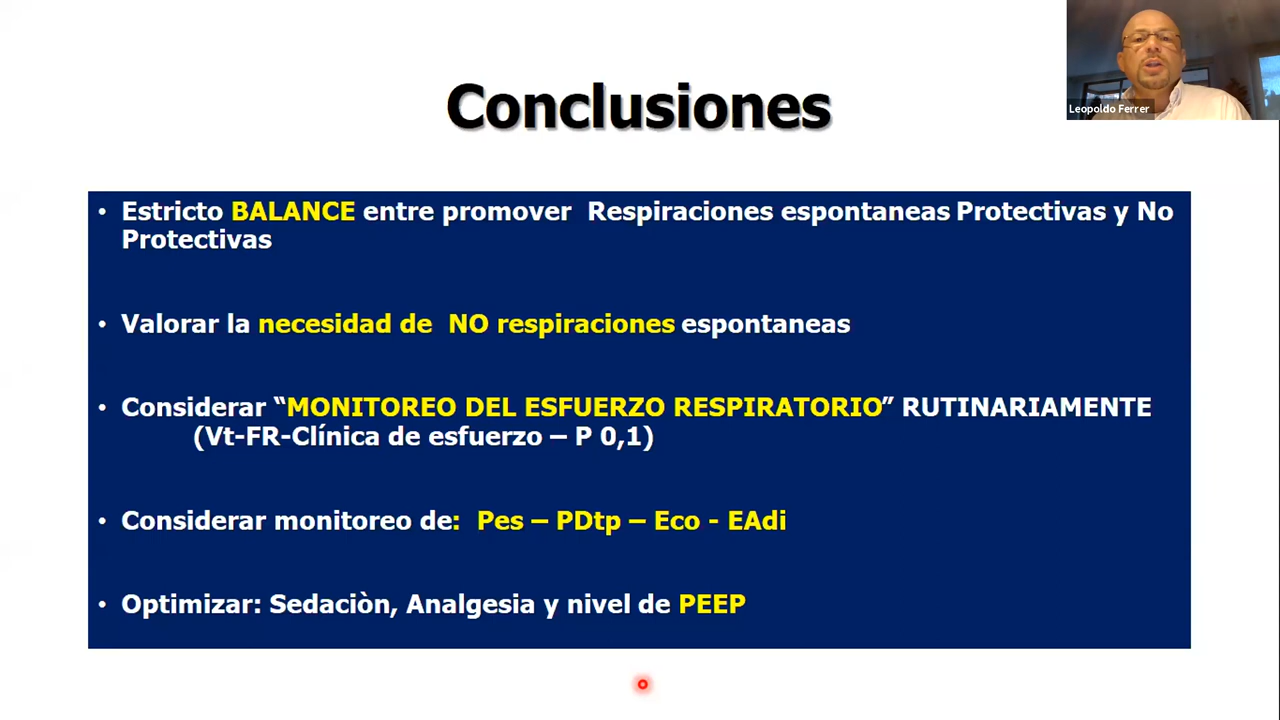 Leopoldo Ferrer
Conclusiones
• Estricto BALANCE entre promover Respiraciones espontaneas Protectivas y No
Protectivas
• Valorar la necesidad de NO respiraciones espontaneas
• Considerar “MONITOREO DEL ESFUERZO RESPIRATORIO” RUTINARIAMENTE
(Vt-FR-Clínica de esfuerzo – P 0,1)
• Considerar monitoreo de: Pes – PDtp – Eco - EAdi
• Optimizar: Sedaciòn, Analgesia y nivel de PEEP